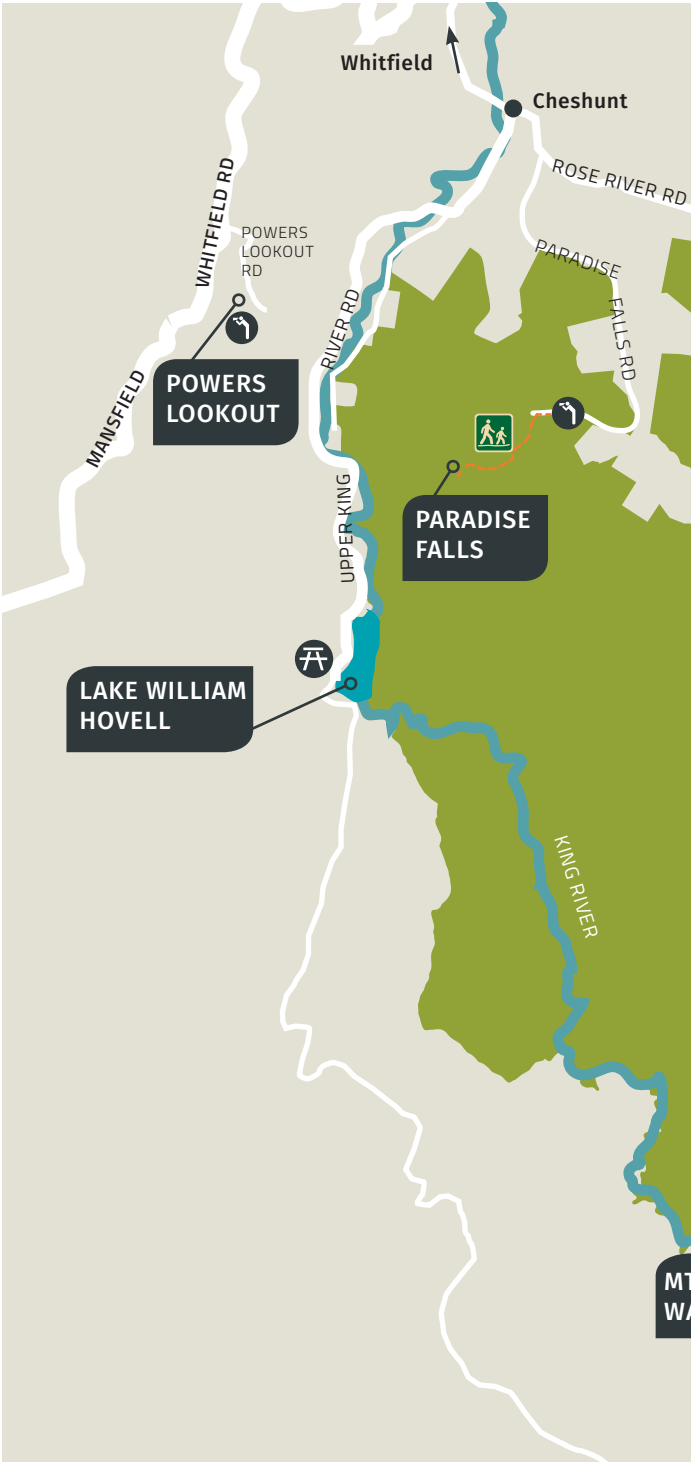 Whitfield
Cheshunt
ROSE RIVER RD
WHITFIELD RD
POWERS
LOOKOUT
RD
PARADISE
FALLS RD
RIVER RD
POWERS
LOOKOUT
MANSFIELD
PARADISE
FALLS
UPPER KING
LAKE WILLIAM
HOVELL
KING RIVER
MT